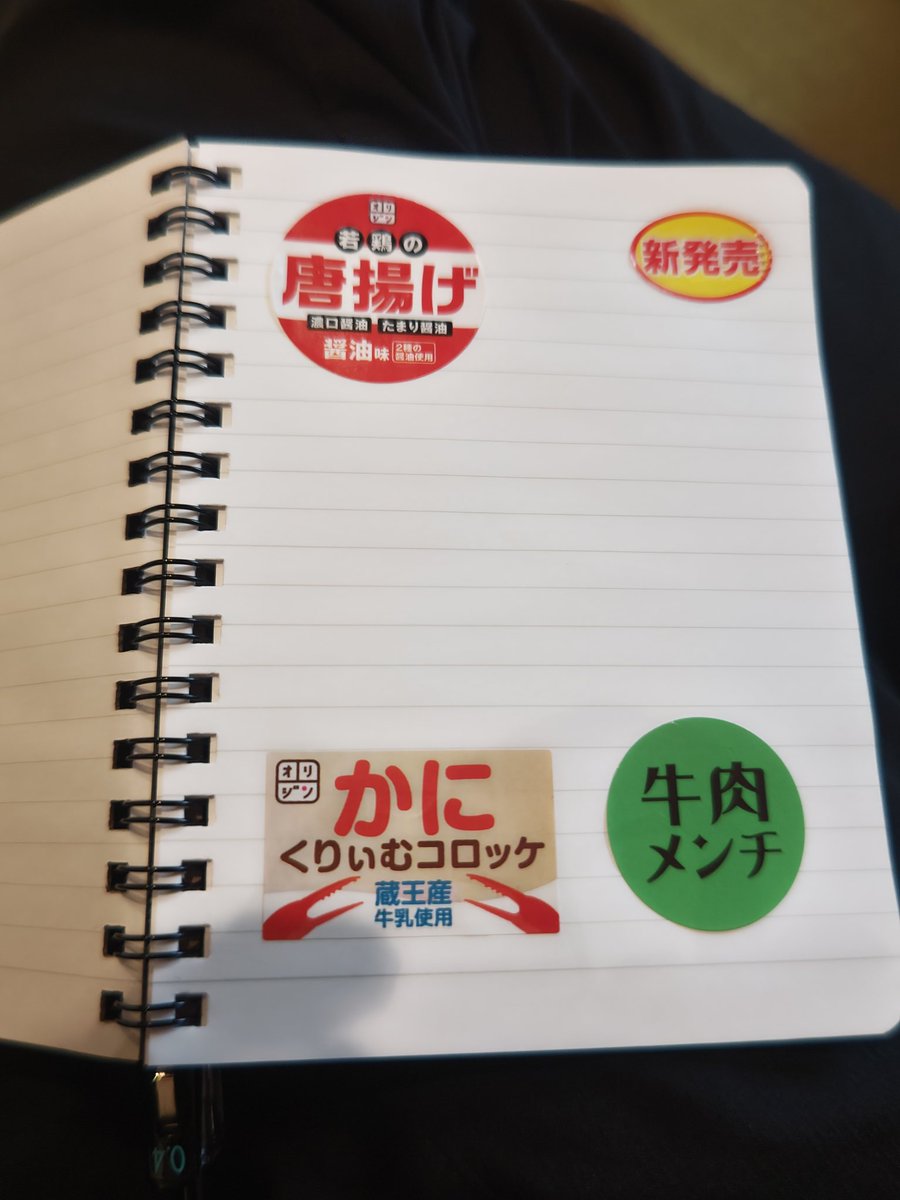 オリ
ジン
若鶏の
唐揚げ
濃口醤油 たまり醤油
醤油味 2種の
醤油使用
新発売
オリ
ジン
かに
くりぃむコロッケ
蔵王産
牛乳使用
牛肉
メンチ
0.4